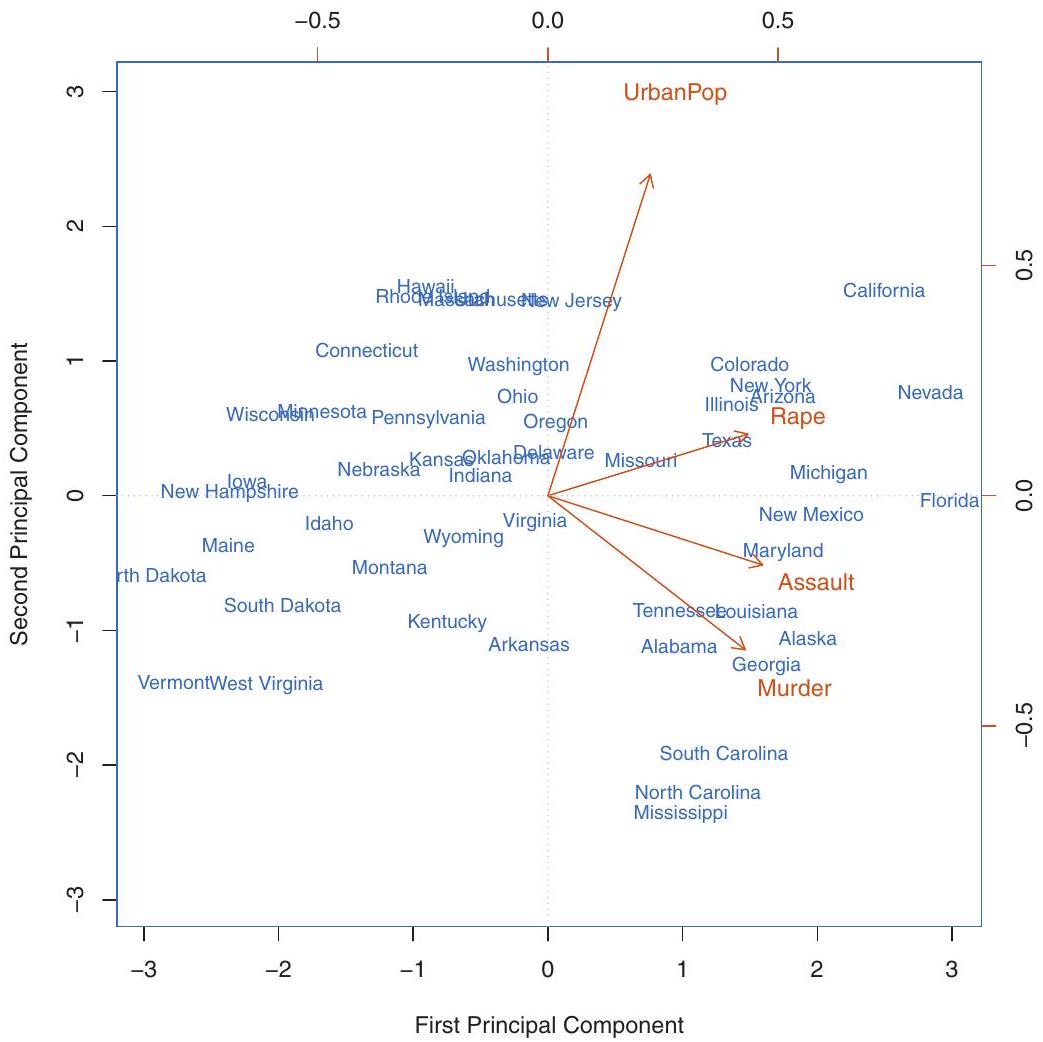 −0.5 0.0 0.5
3
UrbanPop
2
Hawaii
California
Rhode Island
Massachusetts
New Jersey
0.5
Connecticut
1
Washington
Colorado
New York
Nevada
Ohio
Arizona
Illinois
Wisconsin
Minnesota
Pennsylvania
Rape
Oregon
Texas
Delaware
Kansas
Oklahoma
Missouri
Nebraska
Indiana
Michigan
Iowa
New Hampshire
0
Florida
0.0
New Mexico
Idaho
Virginia
Wyoming
Maine
Maryland
Montana
rth Dakota
Assault
South Dakota
Tennessee
Louisiana
−1
Kentucky
Alaska
Arkansas
Alabama
Georgia
Vermont
West Virginia
Murder
−0.5
South Carolina
−2
North Carolina
Mississippi
−3
−3 −2 −1 0 1 2 3
First Principal Component
Second Principal Component